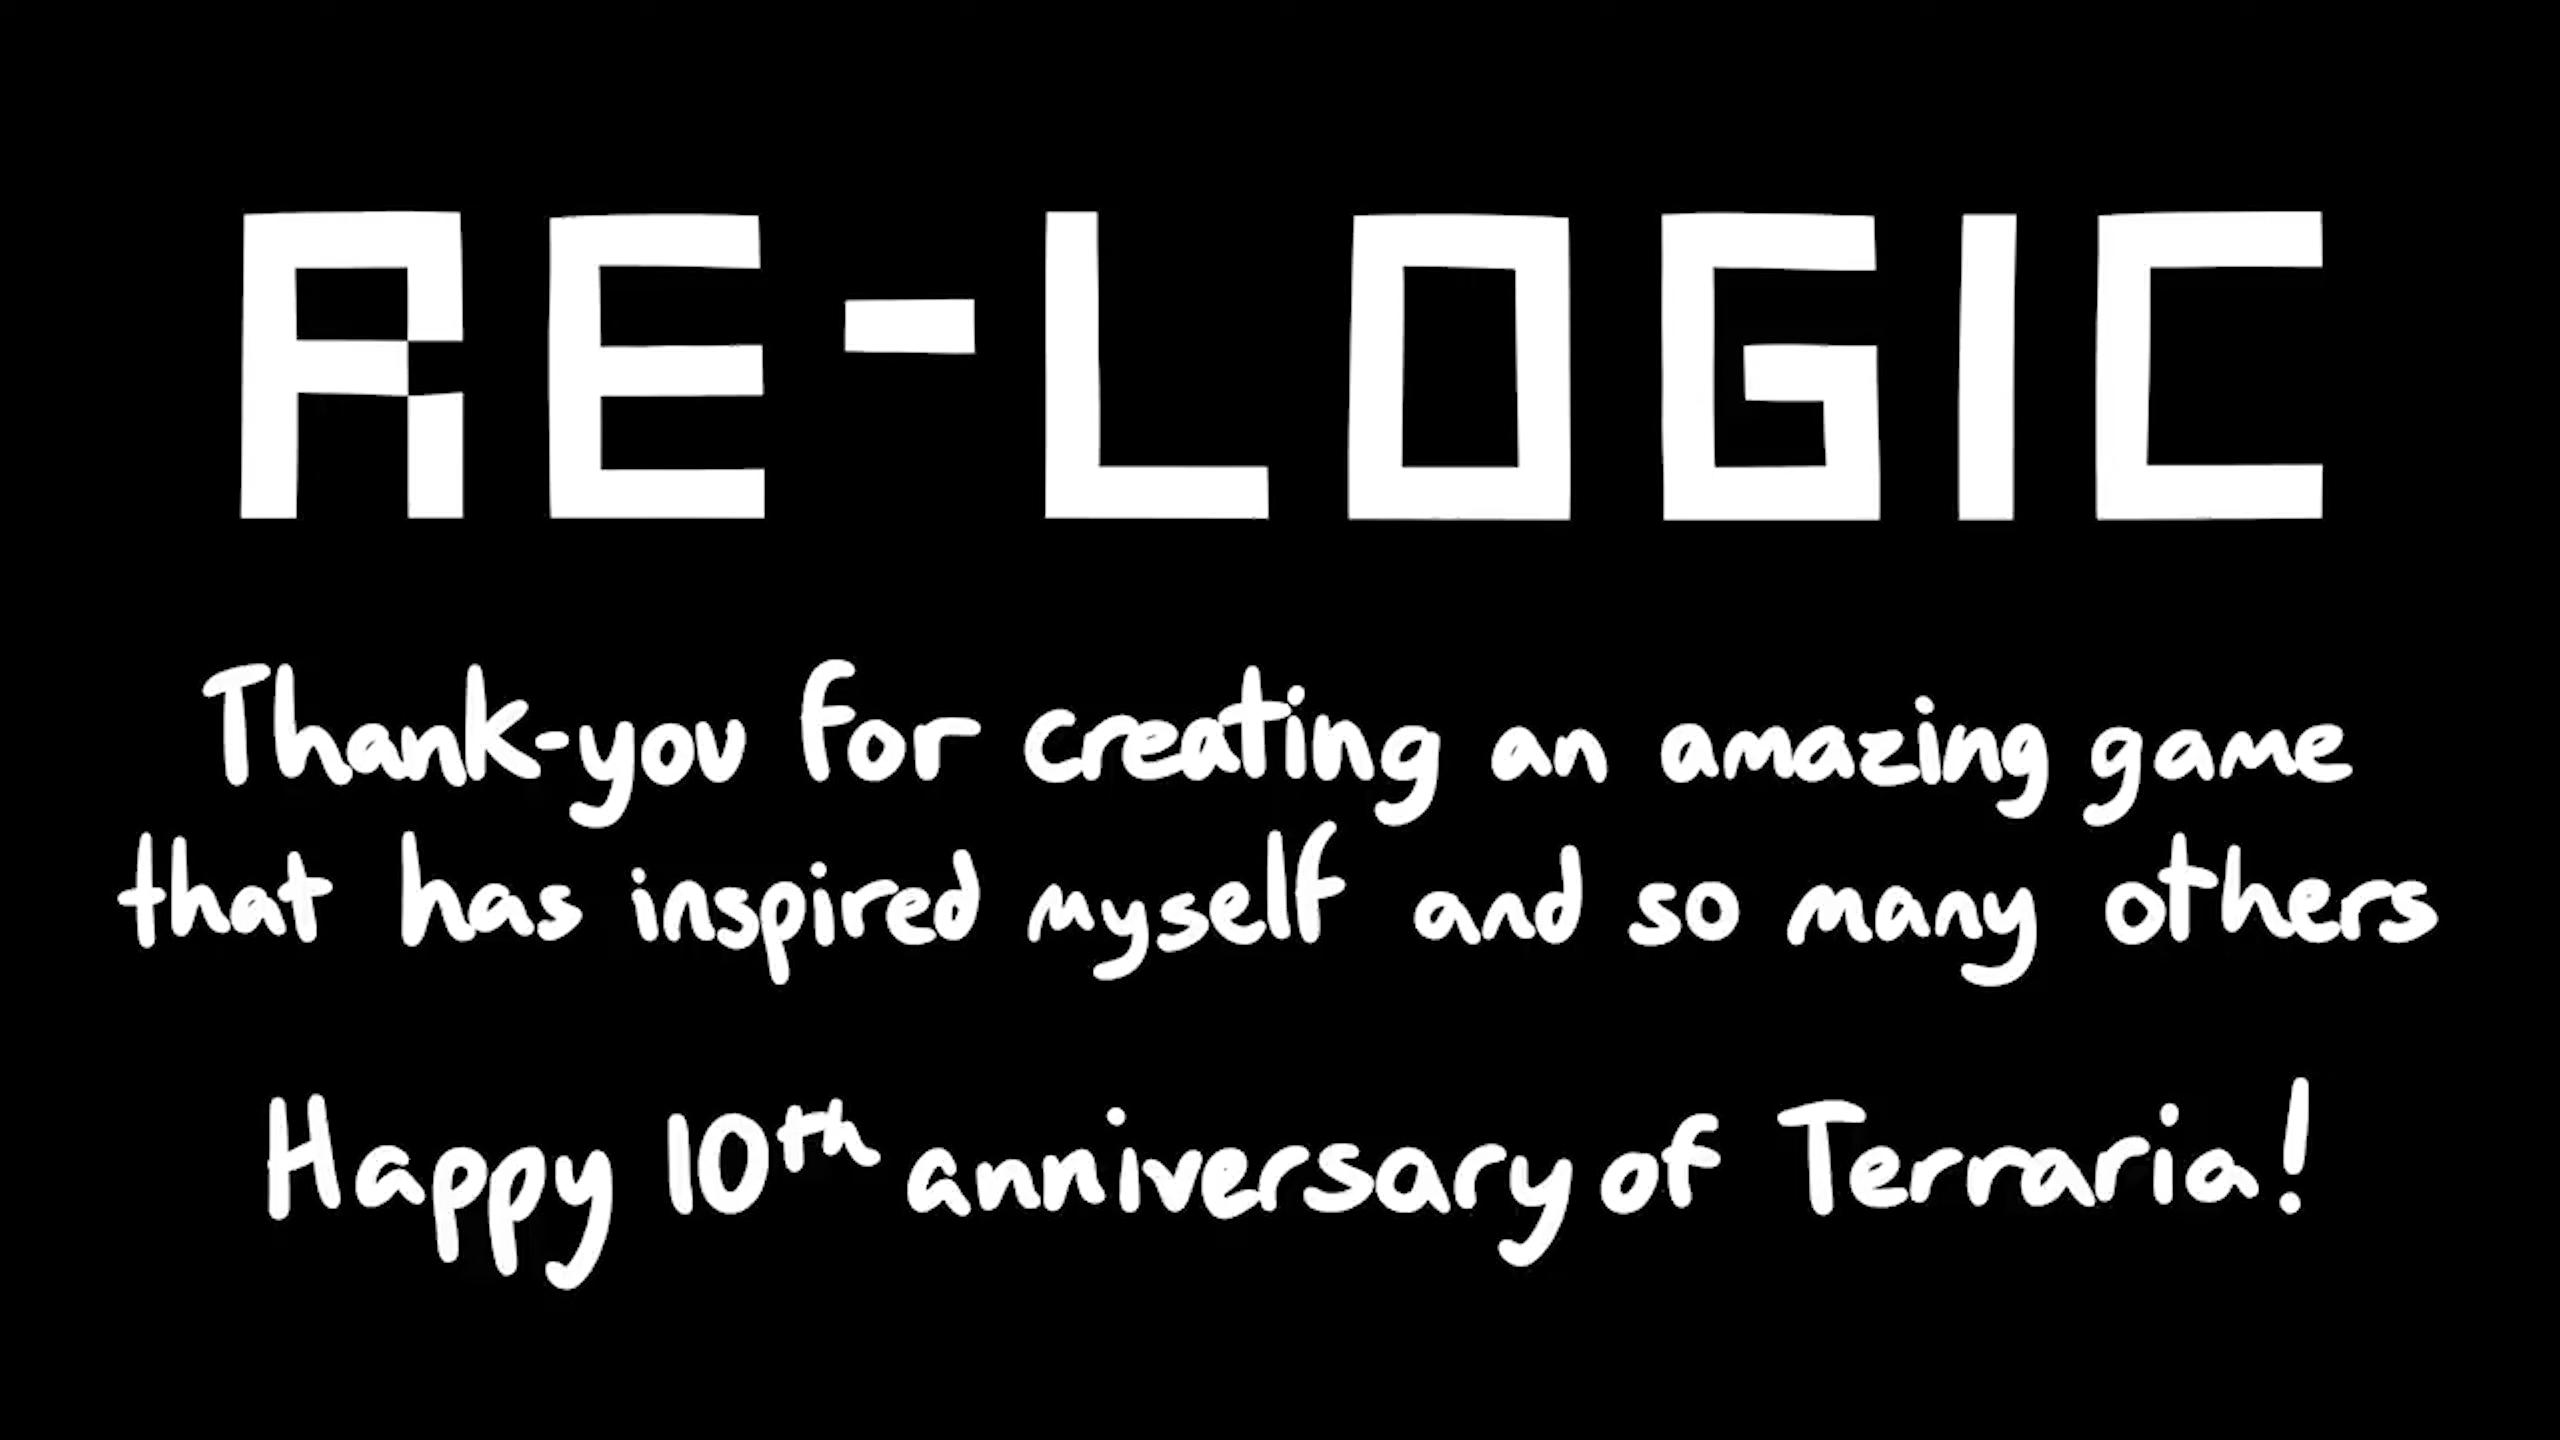 RE-LOGIC
Thank-you for creating an amazing game
that has inspired myself and so many others
Happy 10th anniversary of Terraria!